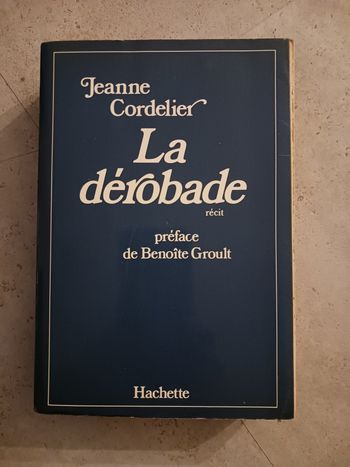 Jeanne
Cordelier
La
dérobade
récit
préface
de Benoîte Groult
Hachette